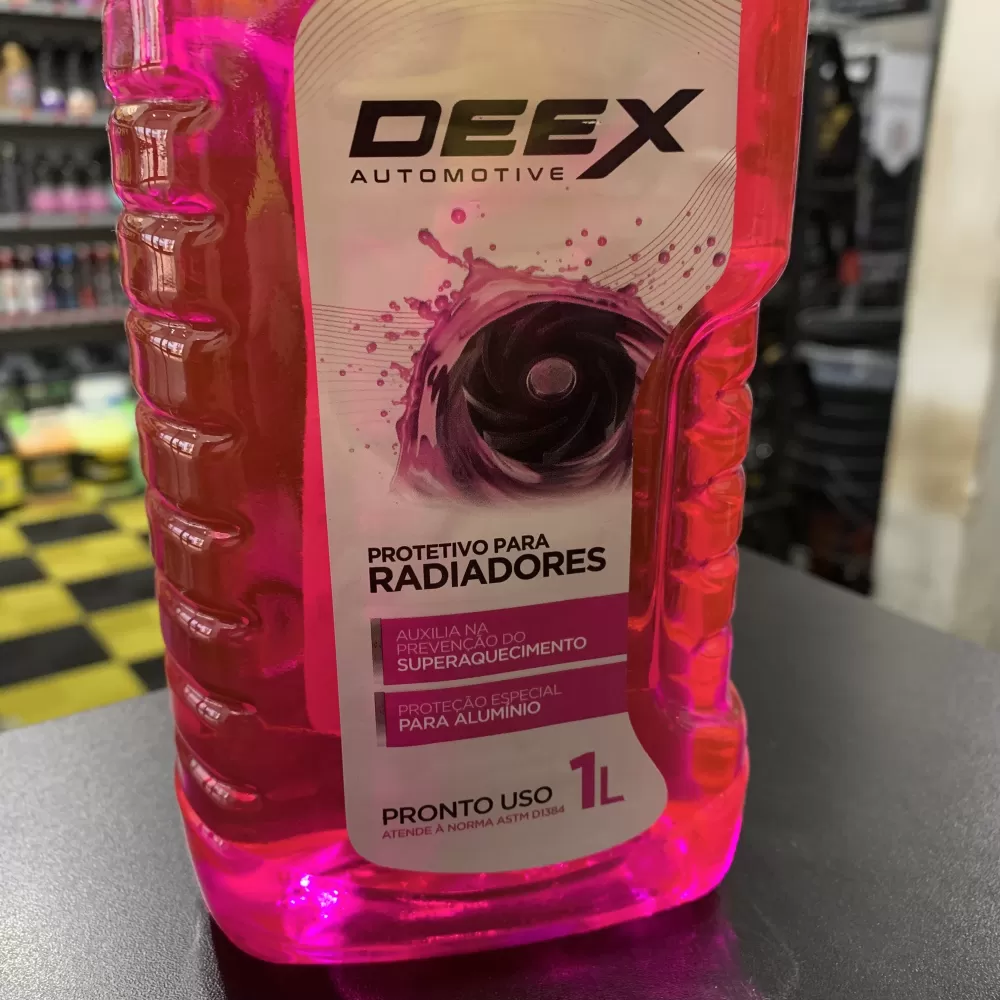 DEEX
AUTOMOTIVE
PROTETIVO PARA
RADIADORES
AUXILIA NA
PREVENÇÃO DO
SUPERAQUECIMENTO
PROTEÇÃO ESPECIAL
PARA ALUMÍNIO
PRONTO USO 1L
ATENDE À NORMA ASTM D1384